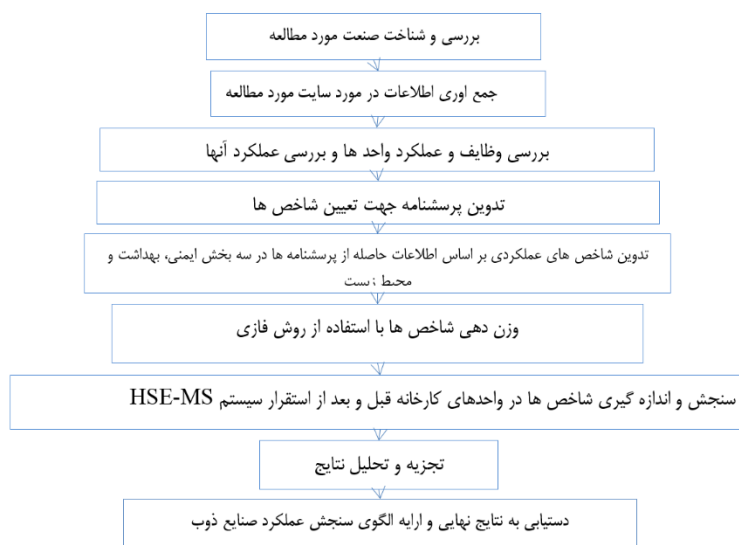 بررسی و شناخت صنعت مورد مطالعه
جمع اوری اطلاعات در مورد سایت مورد مطالعه
بررسی وظایف و عملکرد واحد ها و بررسی عملکرد آنها
تدوین پرسشنامه جهت تعیین شاخص ها
تدوین شاخص های عملکردی بر اساس اطلاعات حاصله از پرسشنامه ها در سه بخش ایمنی، بهداشت و
محیط زیست
وزن دهی شاخص ها با استفاده از روش فازی
سنجش و اندازه گیری شاخص ها در واحدهای کارخانه قبل و بعد از استقرار سیستم HSE-MS
تجزیه و تحلیل نتایج
دستیابی به نتایج نهایی و ارایه الگوی سنجش عملکرد صنایع ذوب